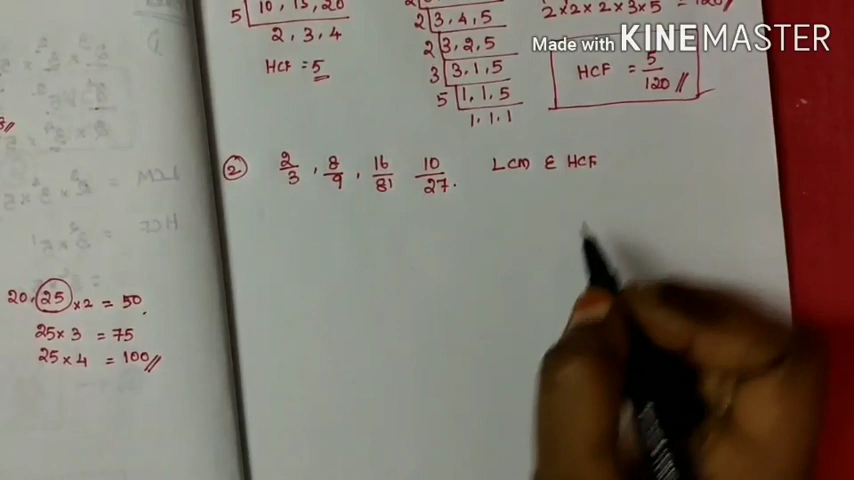 5 | 10, 15, 20
2, 3, 4
HCF = 5
2 | 3, 4, 5
2 | 3, 2, 5
3 | 3, 1, 5
5 | 1, 1, 5
1, 1, 1
2×2×2×3×5 = 120//
HCF = 5/120 //
Made with KINEMASTER
② 2/3, 8/9, 16/81 10/27. LCM & HCF
20, 25 ×2 = 50.
25×3 = 75
25×4 = 100//